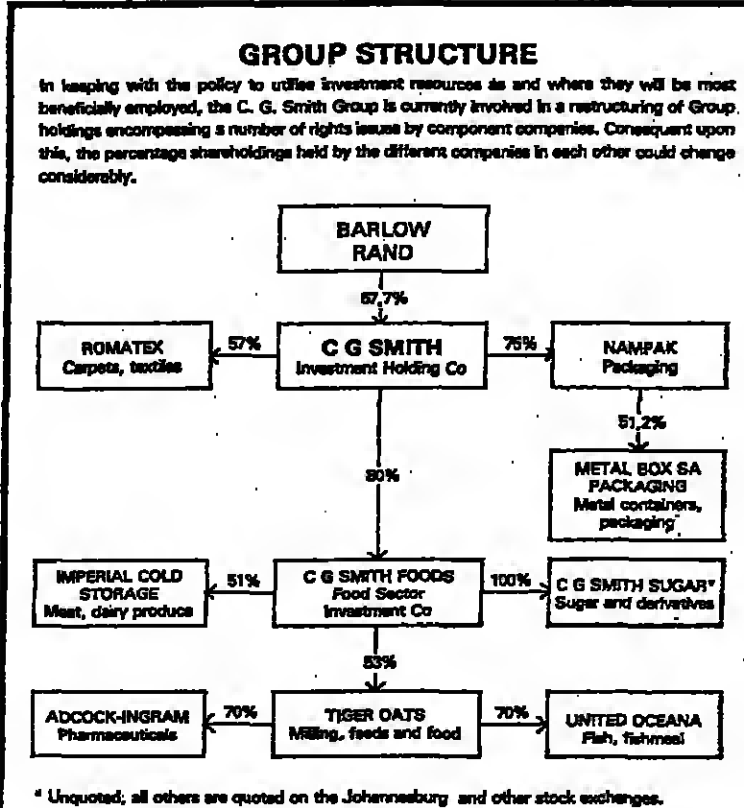 GROUP STRUCTURE
In keeping with the policy to utilise investment resources as and where they will be most
beneficially employed, the C. G. Smith Group is currently involved in a restructuring of Group
holdings encompassing a number of rights issues by component companies. Consequent upon
this, the percentage shareholdings held by the different companies in each other could change
considerably.
BARLOW
RAND
57,7%
ROMATEX
Carpets, textiles
57%
C G SMITH
Investment Holding Co
75%
NAMPAK
Packaging
51,2%
METAL BOX SA
PACKAGING
Metal containers,
packaging
80%
IMPERIAL COLD
STORAGE
Meat, dairy produce
51%
C G SMITH FOODS
Food Sector
Investment Co
100%
C G SMITH SUGAR*
Sugar and derivatives
53%
ADCOCK-INGRAM
Pharmaceuticals
70%
TIGER OATS
Milling, feeds and food
70%
UNITED OCEANA
Fish, fishmeal
* Unquoted; all others are quoted on the Johannesburg and other stock exchanges.